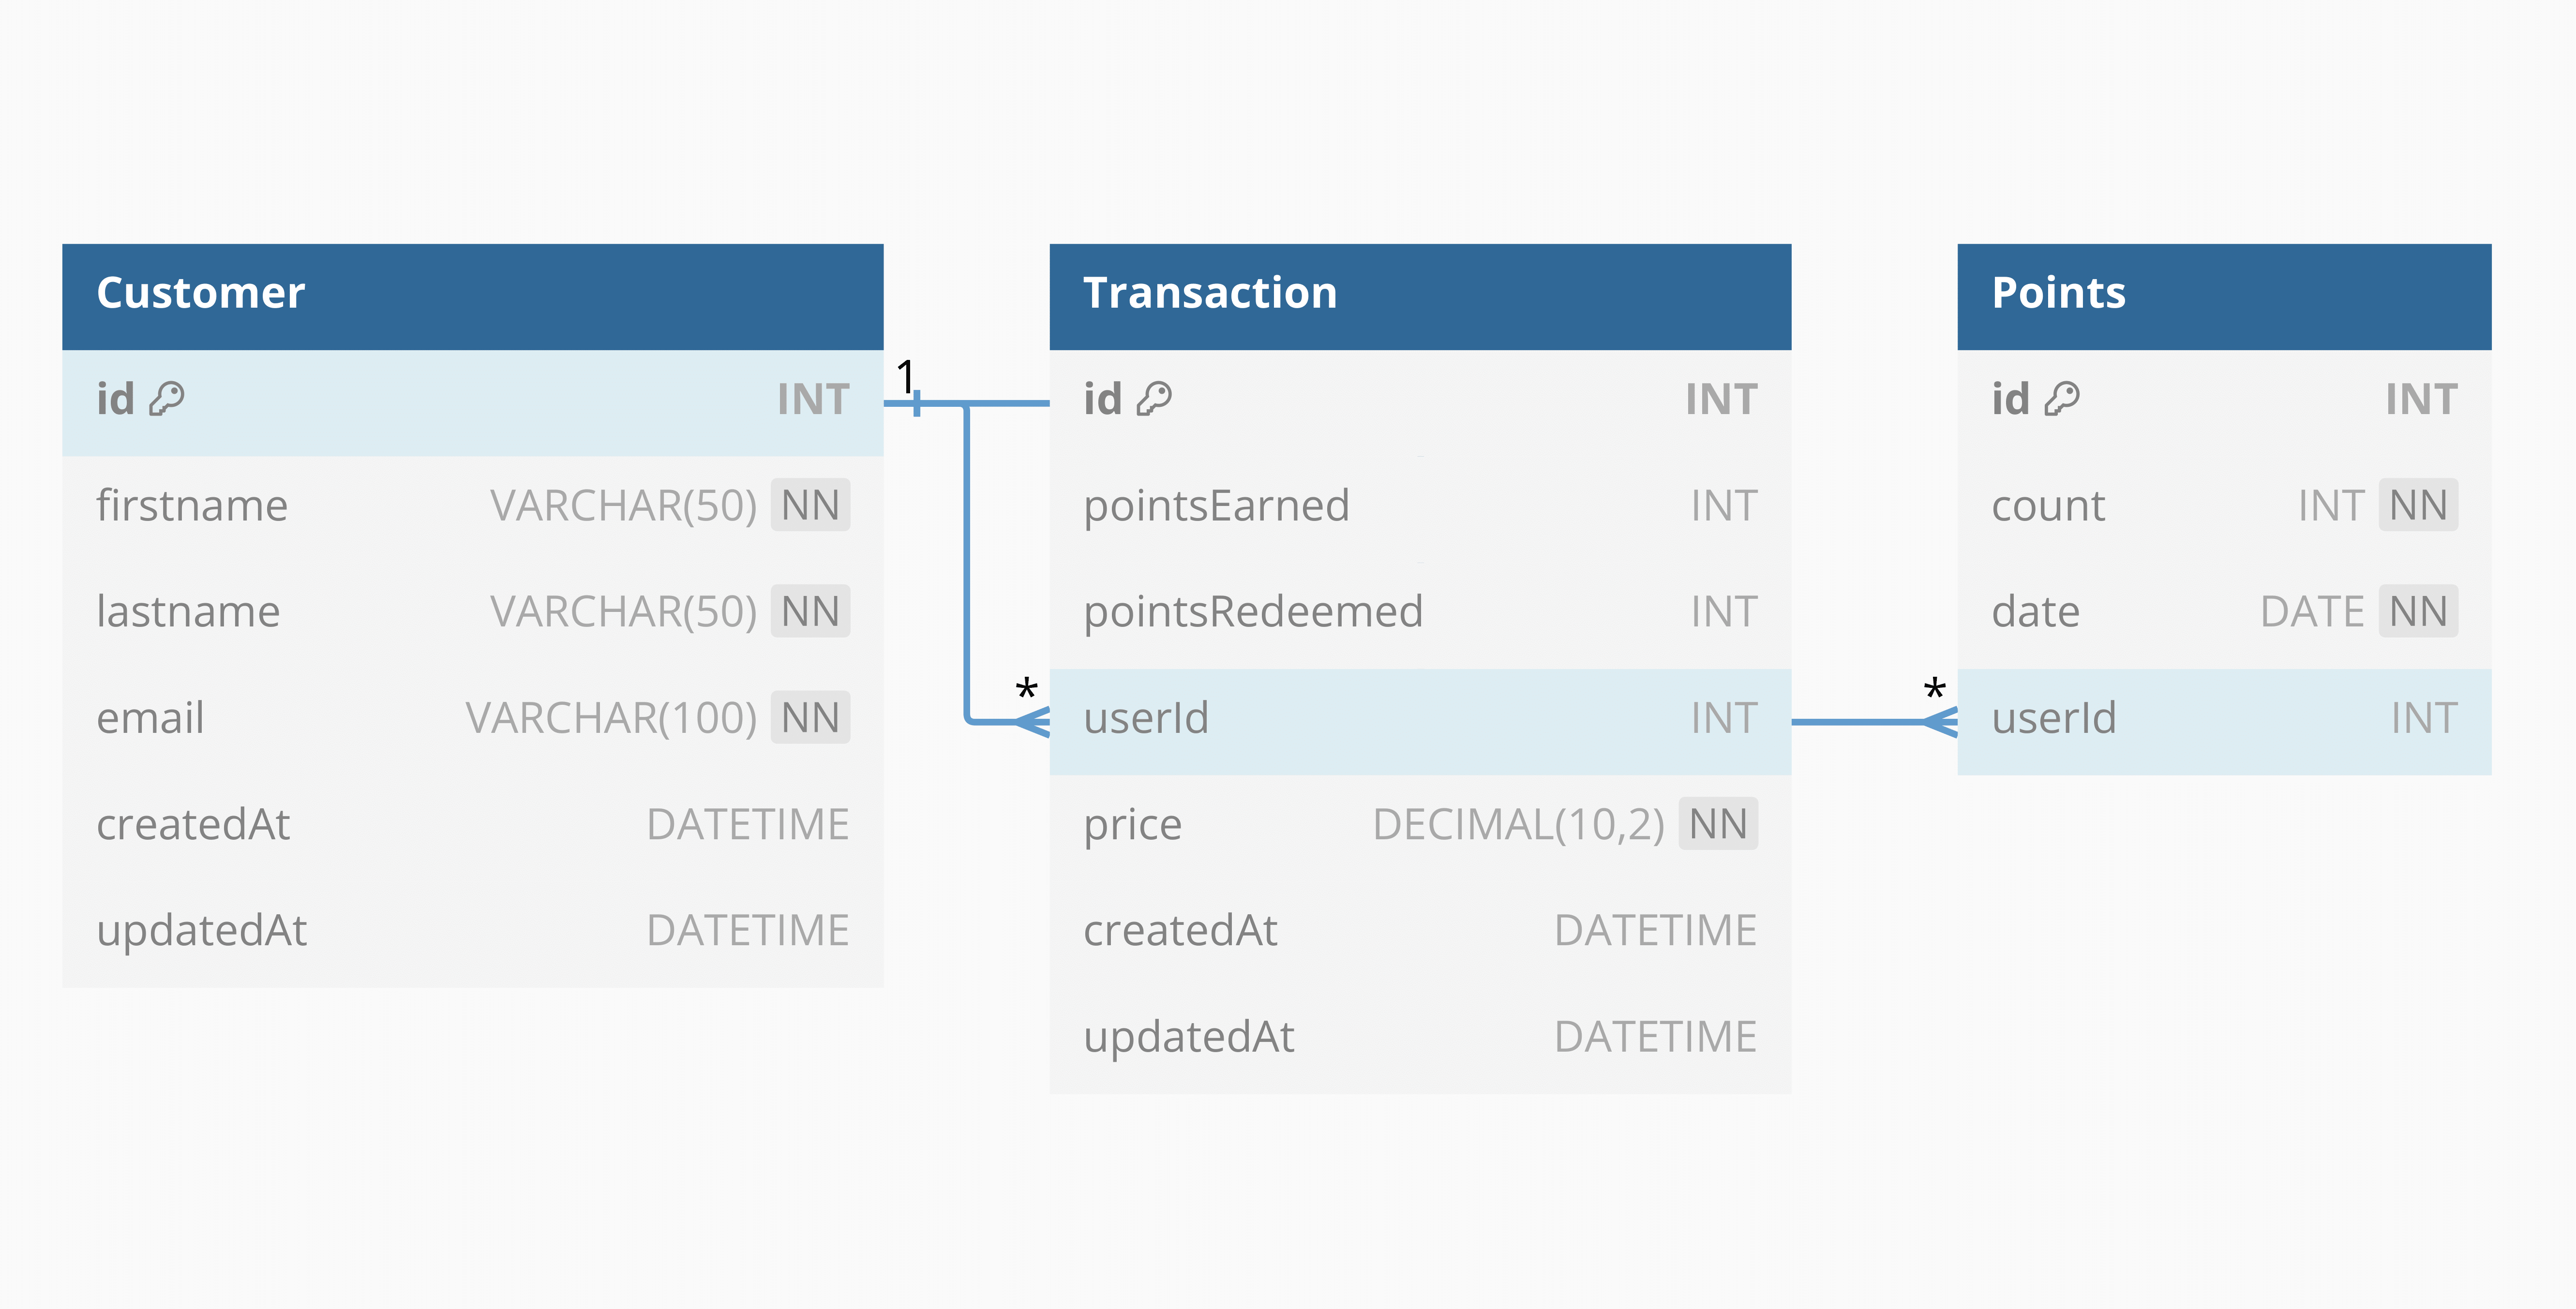 Customer
id INT
firstname VARCHAR(50) NN
lastname VARCHAR(50) NN
email VARCHAR(100) NN
createdAt DATETIME
updatedAt DATETIME
1
*
Transaction
id INT
pointsEarned INT
pointsRedeemed INT
userId INT
price DECIMAL(10,2) NN
createdAt DATETIME
updatedAt DATETIME
*
Points
id INT
count INT NN
date DATE NN
userId INT